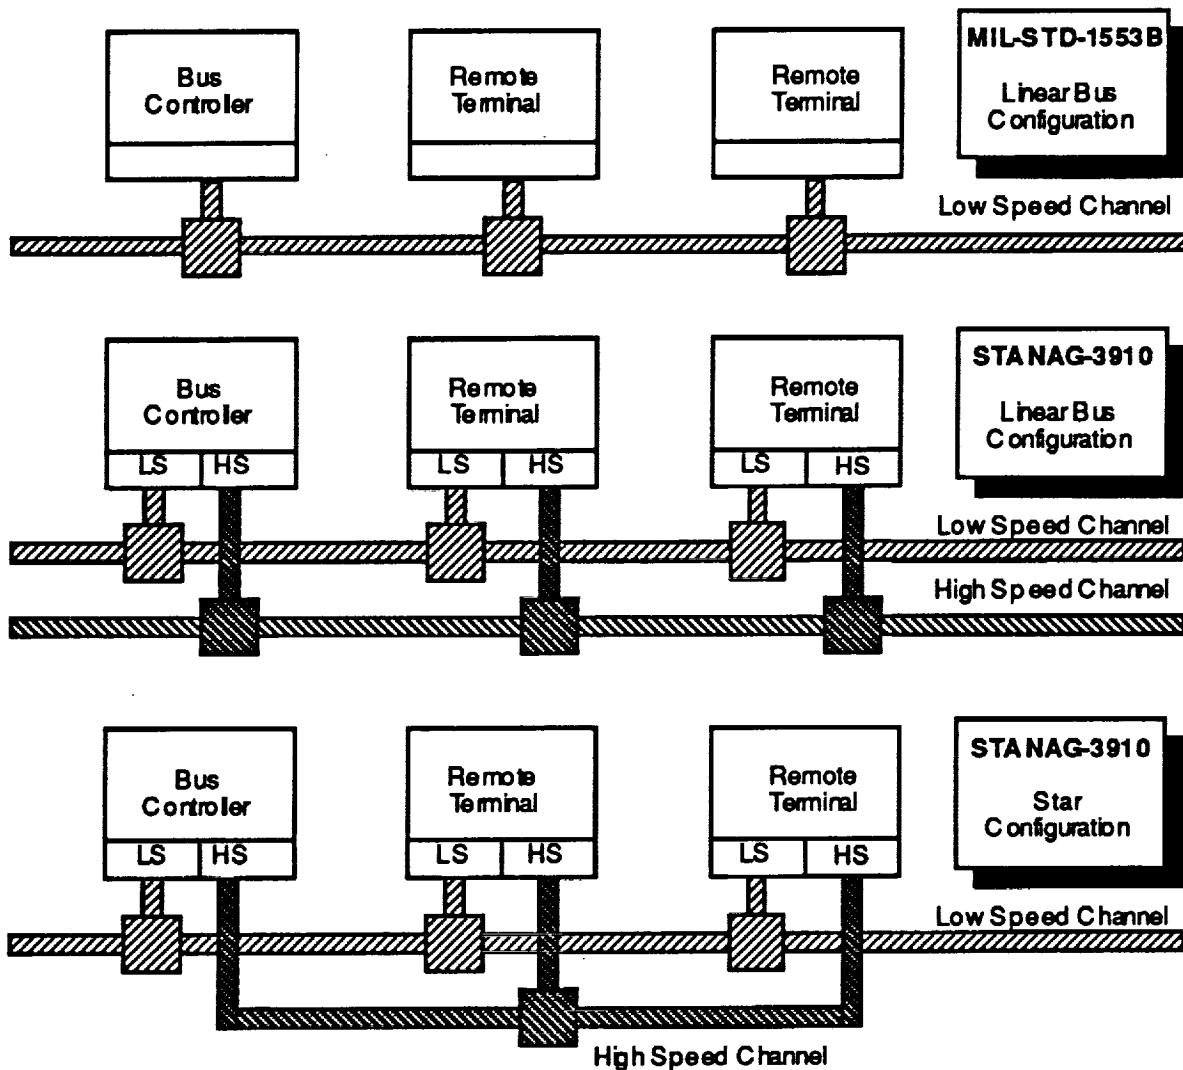 Bus
Controller
Remote
Terminal
Remote
Terminal
MIL-STD-1553B
Linear Bus
Configuration
Low Speed Channel
Bus
Controller
LS HS
Remote
Terminal
LS HS
Remote
Terminal
LS HS
STANAG-3910
Linear Bus
Configuration
Low Speed Channel
High Speed Channel
Bus
Controller
LS HS
Remote
Terminal
LS HS
Remote
Terminal
LS HS
STANAG-3910
Star
Configuration
Low Speed Channel
High Speed Channel